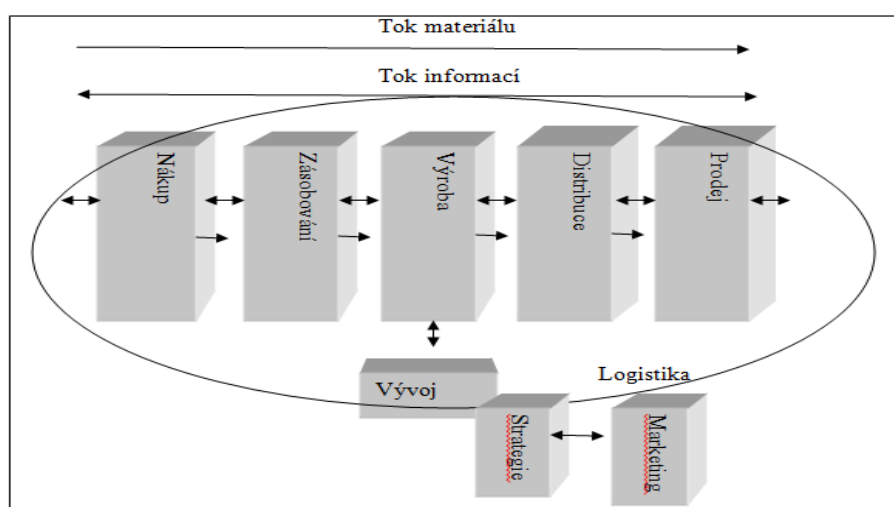 Tok materiálu
Tok informací
Nákup
Zásobování
Výroba
Distribuce
Prodej
Logistika
Vývoj
Strategie
Marketing